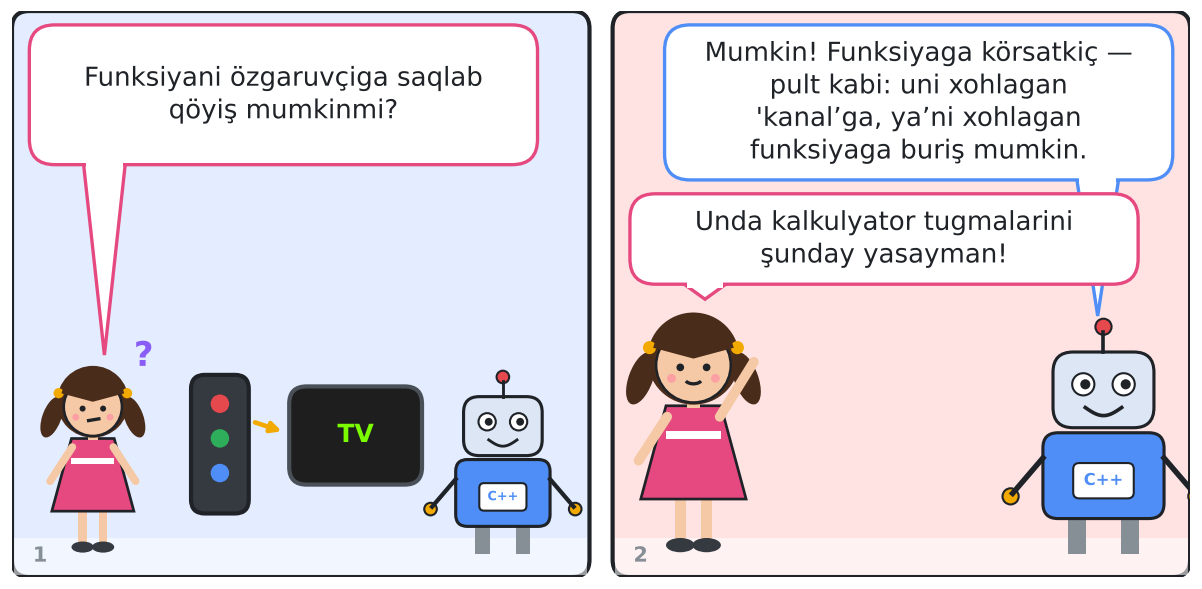 Funksiyani özgaruvçiga saqlab
qöyiş mumkinmi?
?
TV
C++
1
Mumkin! Funksiyaga körsatkiç —
pult kabi: uni xohlagan
'kanal’ga, ya’ni xohlagan
funksiyaga buriş mumkin.
Unda kalkulyator tugmalarini
şunday yasayman!
C++
2